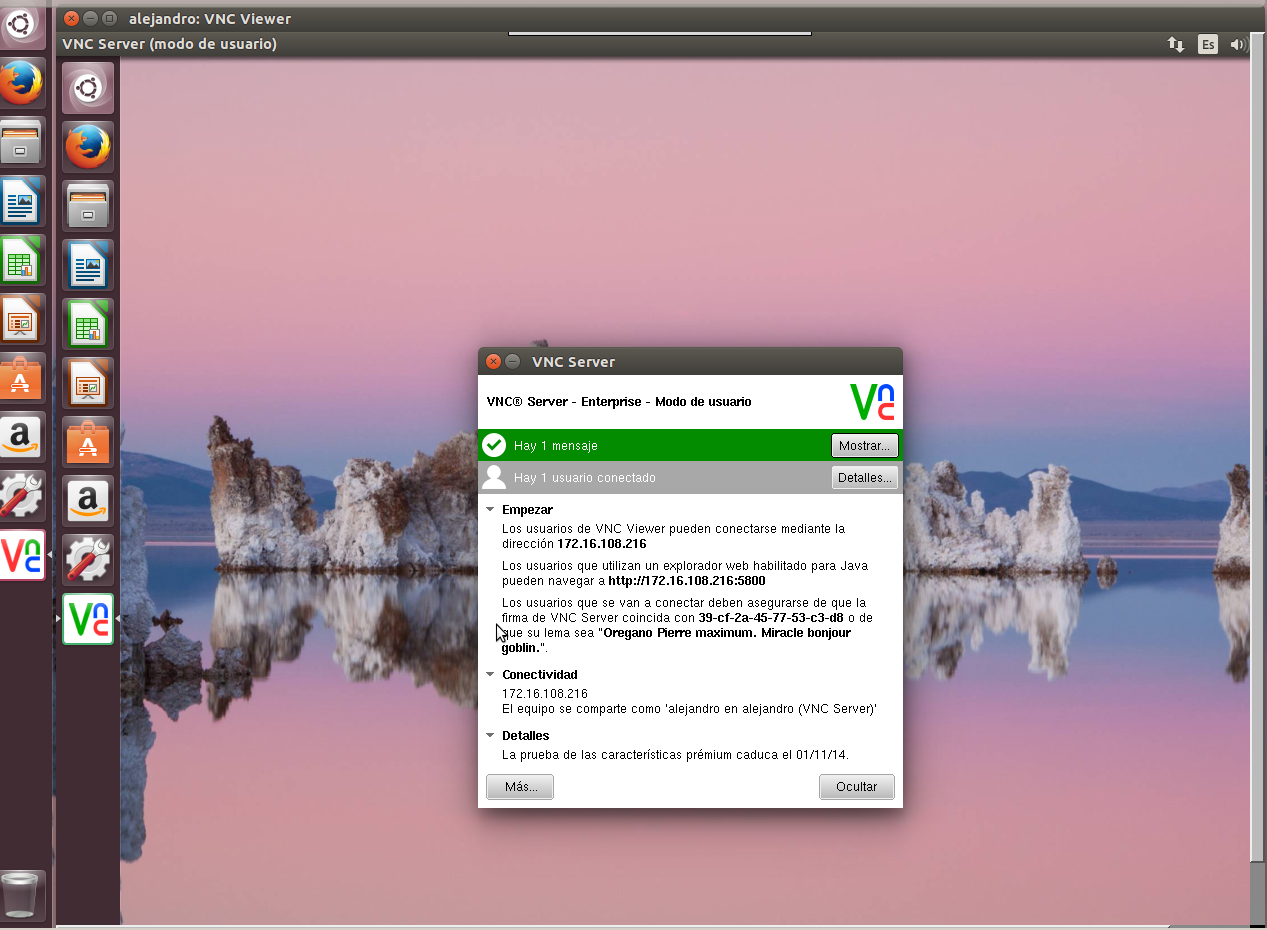 alejandro: VNC Viewer
VNC Server (modo de usuario)
Es
VNC Server
VNC® Server - Enterprise - Modo de usuario
VNC
Hay 1 mensaje
Mostrar...
Hay 1 usuario conectado
Detalles...
Empezar
Los usuarios de VNC Viewer pueden conectarse mediante la
dirección 172.16.108.216
Los usuarios que utilizan un explorador web habilitado para Java
pueden navegar a http://172.16.108.216:5800
Los usuarios que se van a conectar deben asegurarse de que la
firma de VNC Server coincida con 39-cf-2a-45-77-53-c3-d8 o de
que su lema sea "Oregano Pierre maximum. Miracle bonjour
goblin.".
Conectividad
172.16.108.216
El equipo se comparte como 'alejandro en alejandro (VNC Server)'
Detalles
La prueba de las características prémium caduca el 01/11/14.
Más...
Ocultar